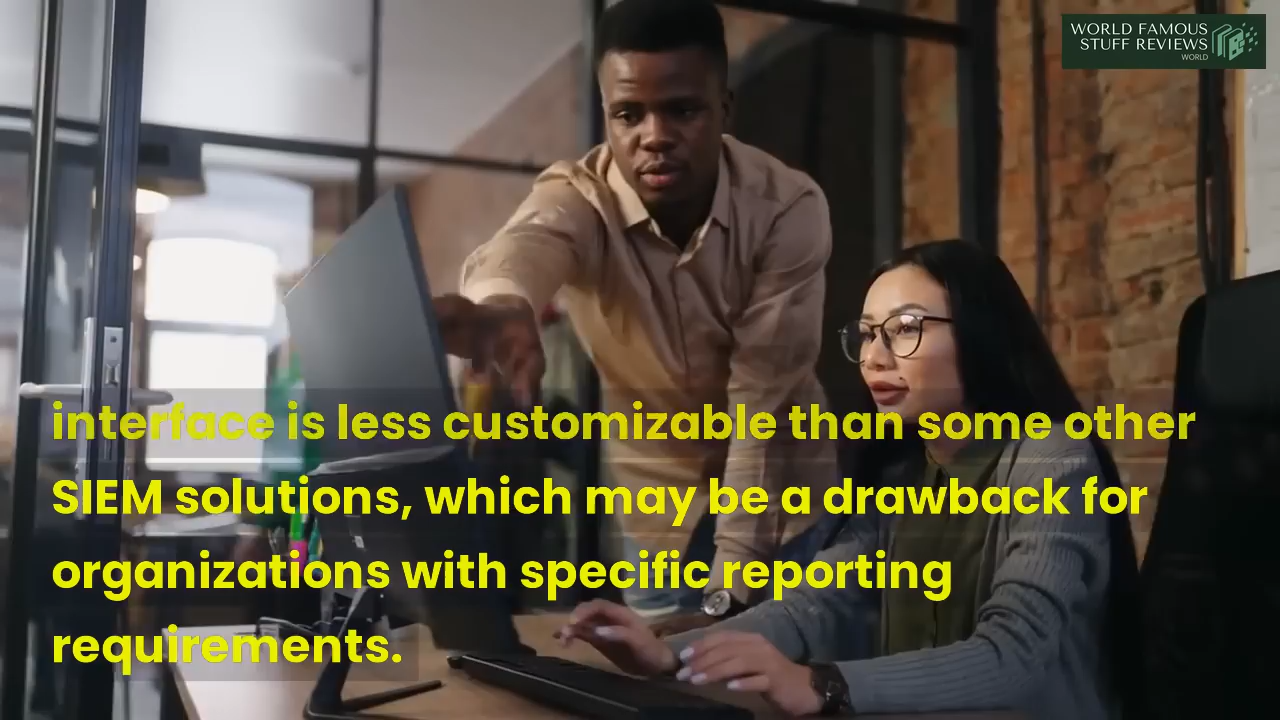 WORLD FAMOUS
STUFF REVIEWS
WORLD
interface is less customizable than some other
SIEM solutions, which may be a drawback for
organizations with specific reporting
requirements.